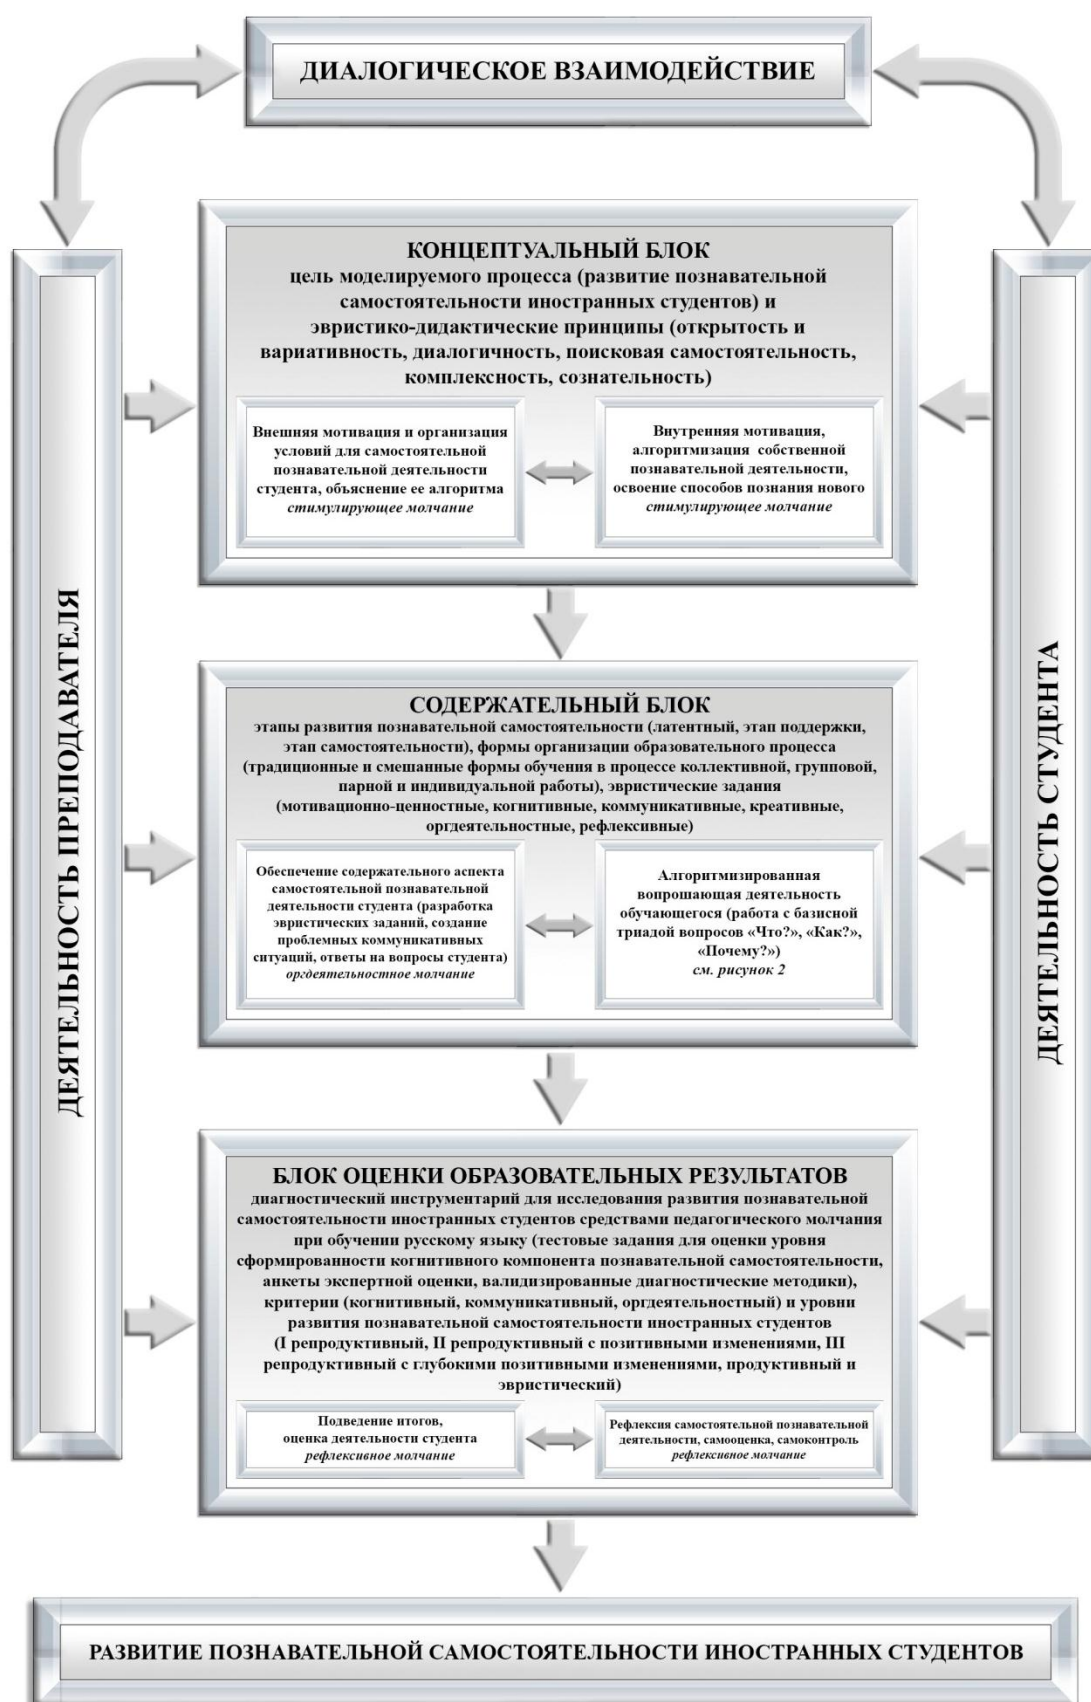 ДИАЛОГИЧЕСКОЕ ВЗАИМОДЕЙСТВИЕ
ДЕЯТЕЛЬНОСТЬ ПРЕПОДАВАТЕЛЯ
КОНЦЕПТУАЛЬНЫЙ БЛОК
цель моделируемого процесса (развитие познавательной
самостоятельности иностранных студентов) и
эвристико-дидактические принципы (открытость и
вариативность, диалогичность, поисковая самостоятельность,
комплексность, сознательность)
Внешняя мотивация и организация
условий для самостоятельной
познавательной деятельности
студента, объяснение ее алгоритма
стимулирующее молчание
Внутренняя мотивация,
алгоритмизация собственной
познавательной деятельности,
освоение способов познания нового
стимулирующее молчание
СОДЕРЖАТЕЛЬНЫЙ БЛОК
этапы развития познавательной самостоятельности (латентный, этап поддержки,
этап самостоятельности), формы организации образовательного процесса
(традиционные и смешанные формы обучения в процессе коллективной, групповой,
парной и индивидуальной работы), эвристические задания
(мотивационно-ценностные, когнитивные, коммуникативные, креативные,
оргдеятельностные, рефлексивные)
Обеспечение содержательного аспекта
самостоятельной познавательной
деятельности студента (разработка
эвристических заданий, создание
проблемных коммуникативных
ситуаций, ответы на вопросы студента)
оргдеятельностное молчание
Алгоритмизированная
вопрошающая деятельность
обучающегося (работа с базисной
триадой вопросов «Что?», «Как?»,
«Почему?»)
см. рисунок 2
БЛОК ОЦЕНКИ ОБРАЗОВАТЕЛЬНЫХ РЕЗУЛЬТАТОВ
диагностический инструментарий для исследования развития познавательной
самостоятельности иностранных студентов средствами педагогического молчания
при обучении русскому языку (тестовые задания для оценки уровня
сформированности когнитивного компонента познавательной самостоятельности,
анкеты экспертной оценки, валидизированные диагностические методики),
критерии (когнитивный, коммуникативный, оргдеятельностный) и уровни
развития познавательной самостоятельности иностранных студентов
(I репродуктивный, II репродуктивный с позитивными изменениями, III
репродуктивный с глубокими позитивными изменениями, продуктивный и
эвристический)
Подведение итогов,
оценка деятельности студента
рефлексивное молчание
Рефлексия самостоятельной познавательной
деятельности, самооценка, самоконтроль
рефлексивное молчание
ДЕЯТЕЛЬНОСТЬ СТУДЕНТА
РАЗВИТИЕ ПОЗНАВАТЕЛЬНОЙ САМОСТОЯТЕЛЬНОСТИ ИНОСТРАННЫХ СТУДЕНТОВ